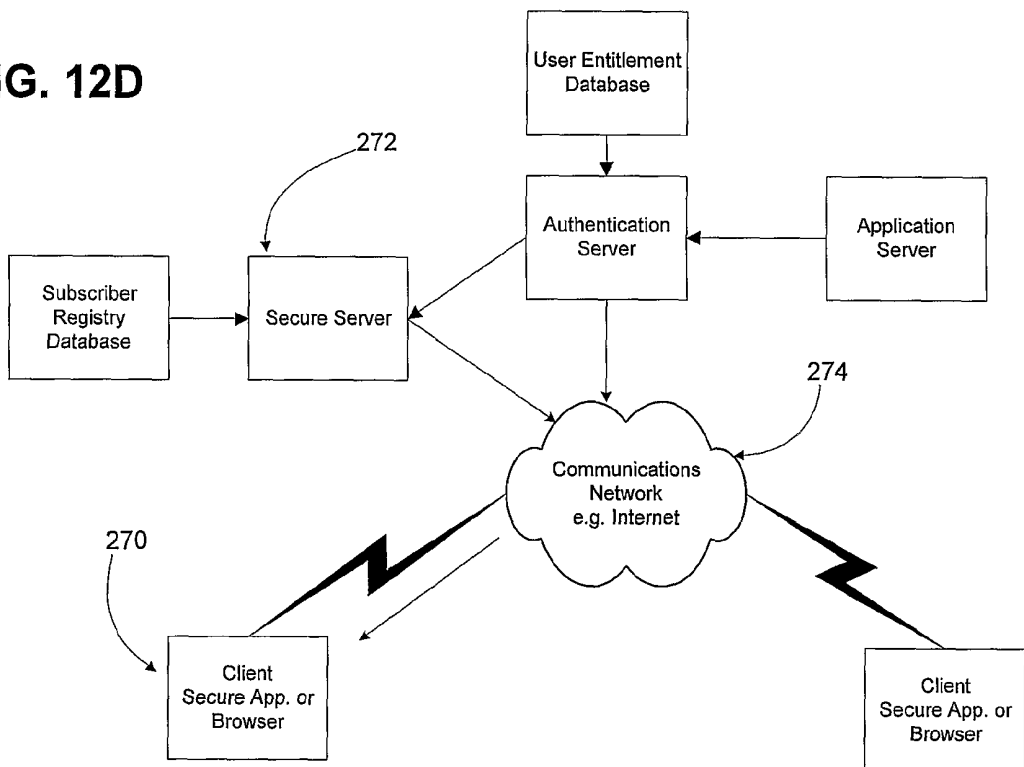 G. 12D
User Entitlement
Database
272
Authentication
Server
Application
Server
Subscriber
Registry
Database
Secure Server
274
Communications
Network
e.g. Internet
270
Client
Secure App. or
Browser
Client
Secure App. or
Browser